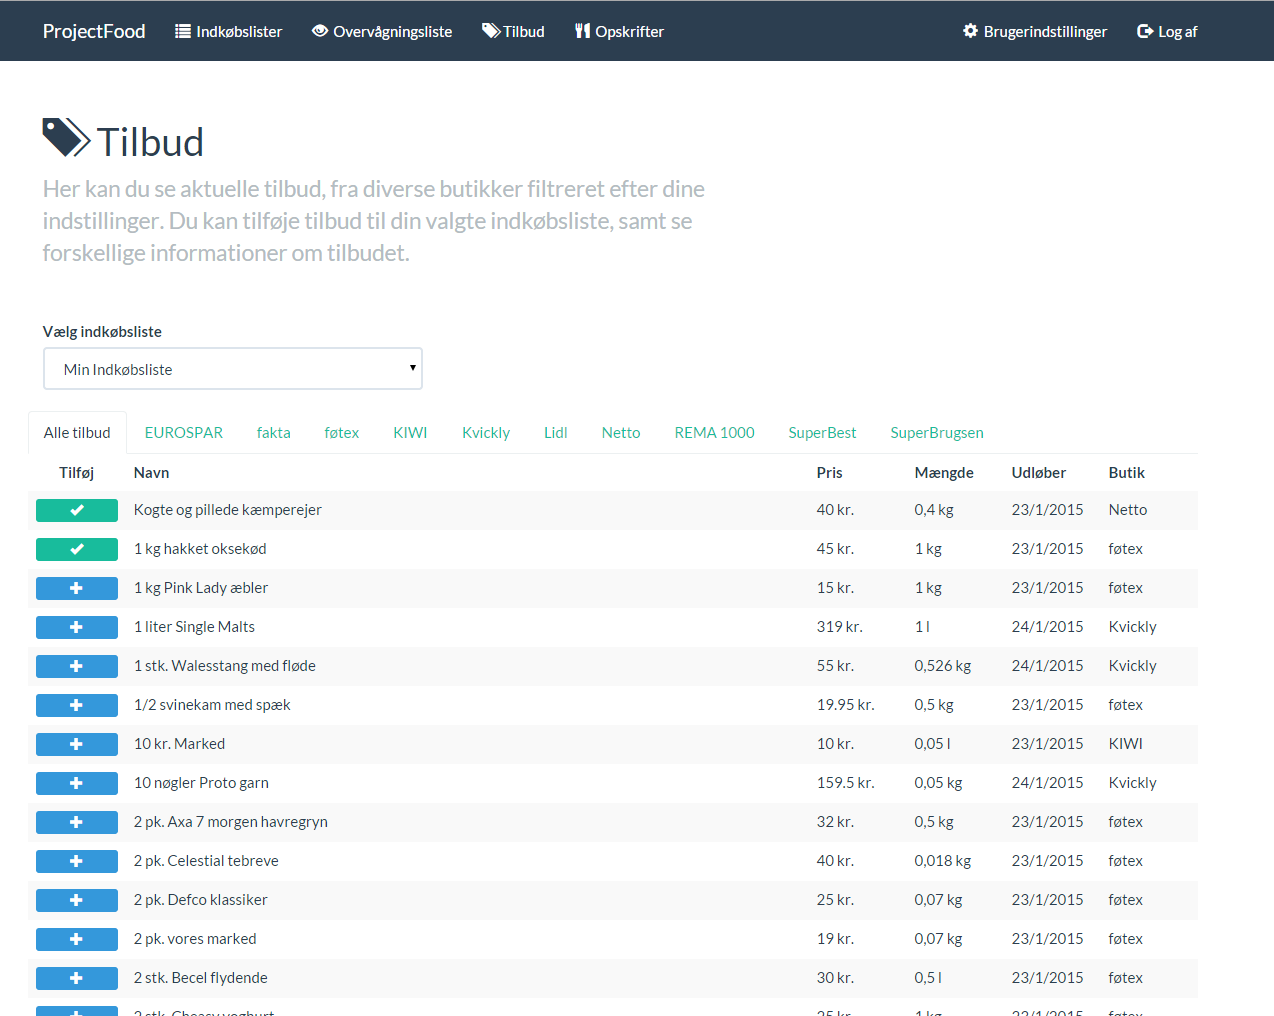 ProjectFood Indkøbslister Overvågningsliste Tilbud Opskrifter Brugerindstillinger Log af
Tilbud
Her kan du se aktuelle tilbud, fra diverse butikker filtreret efter dine
indstillinger. Du kan tilføje tilbud til din valgte indkøbsliste, samt se
forskellige informationer om tilbudet.
Vælg indkøbsliste
Min Indkøbsliste
Alle tilbud EUROSPAR fakta føtex KIWI Kvickly Lidl Netto REMA 1000 SuperBest SuperBrugsen
Tilføj Navn Pris Mængde Udløber Butik
Kogte og pillede kæmperejer 40 kr. 0,4 kg 23/1/2015 Netto
1 kg hakket oksekød 45 kr. 1 kg 23/1/2015 føtex
1 kg Pink Lady æbler 15 kr. 1 kg 23/1/2015 føtex
1 liter Single Malts 319 kr. 1 l 24/1/2015 Kvickly
1 stk. Walesstang med fløde 55 kr. 0,526 kg 24/1/2015 Kvickly
1/2 svinekam med spæk 19.95 kr. 0,5 kg 23/1/2015 føtex
10 kr. Marked 10 kr. 0,05 l 23/1/2015 KIWI
10 nøgler Proto garn 159.5 kr. 0,05 kg 24/1/2015 Kvickly
2 pk. Axa 7 morgen havregryn 32 kr. 0,5 kg 23/1/2015 føtex
2 pk. Celestial tebreve 40 kr. 0,018 kg 23/1/2015 føtex
2 pk. Defco klassiker 25 kr. 0,07 kg 23/1/2015 føtex
2 pk. vores marked 19 kr. 0,07 kg 23/1/2015 føtex
2 stk. Becel flydende 30 kr. 0,5 l 23/1/2015 føtex
2 stk. Cheasy yoghurt 25 kr. 1 kg 23/1/2015 føtex